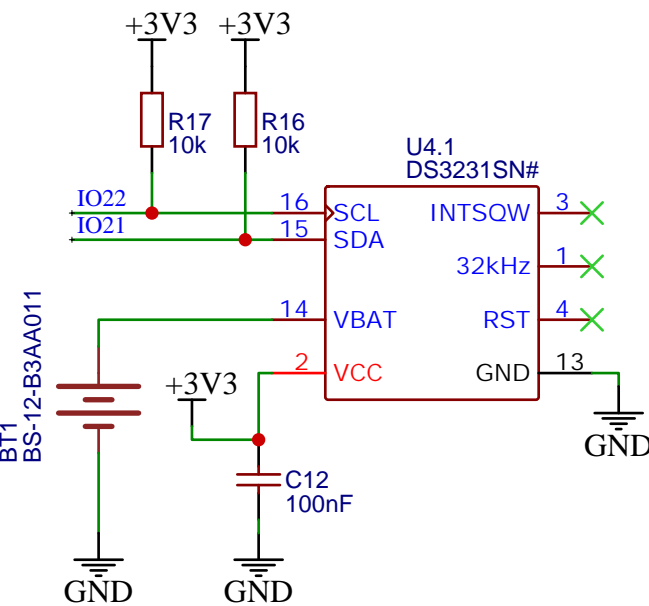 +3V3 +3V3
R17
10k
R16
10k
U4.1
DS3231SN#
IO22
IO21
16 SCL
15 SDA
14 VBAT
2 VCC
INTSQW 3
32kHz 1
RST 4
GND 13
BT1
BS-12-B3AA011
+3V3
C12
100nF
GND
GND
GND